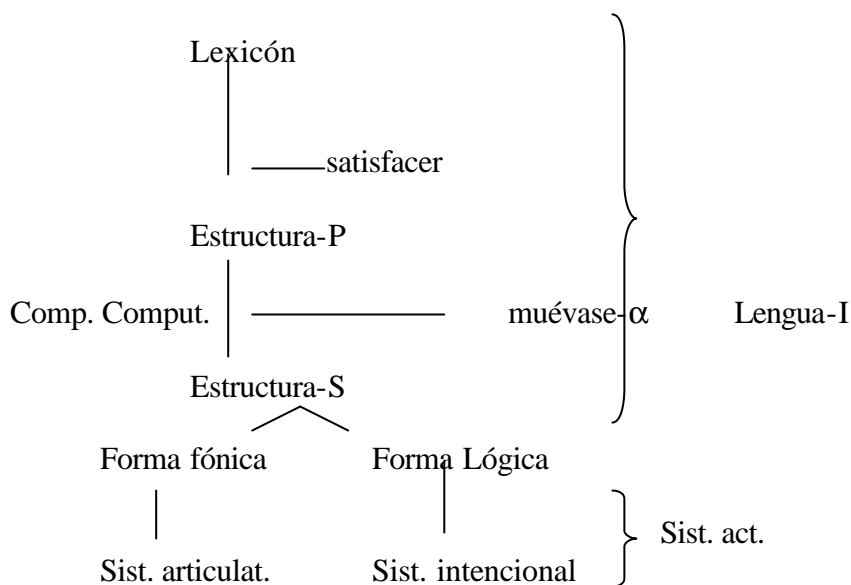 Lexicón
satisfacer
Estructura-P
Comp. Comput. muévase-α Lengua-I
Estructura-S
Forma fónica Forma Lógica
Sist. act.
Sist. articulat. Sist. intencional